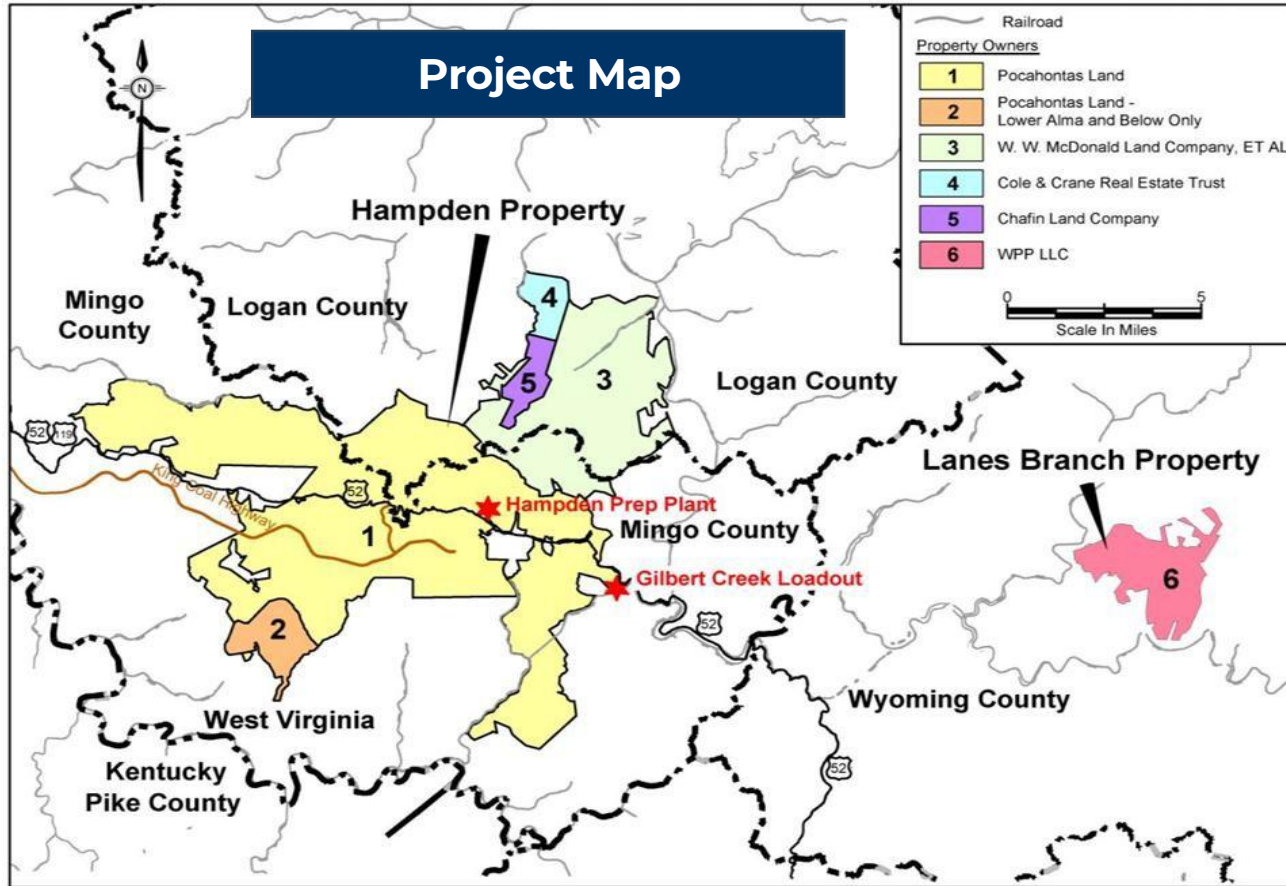 Project Map
N
Railroad
Property Owners
1 Pocahontas Land
2 Pocahontas Land -
Lower Alma and Below Only
3 W. W. McDonald Land Company, ET AL
4 Cole & Crane Real Estate Trust
5 Chafin Land Company
6 WPP LLC
0 5
Scale In Miles
Hampden Property
Mingo
County
Logan County
4
5
3
Logan County
Lanes Branch Property
52 119
King Coal Highway
52
Hampden Prep Plant
1
Mingo County
Gilbert Creek Loadout
6
2
52
West Virginia
Wyoming County
Kentucky
Pike County
52